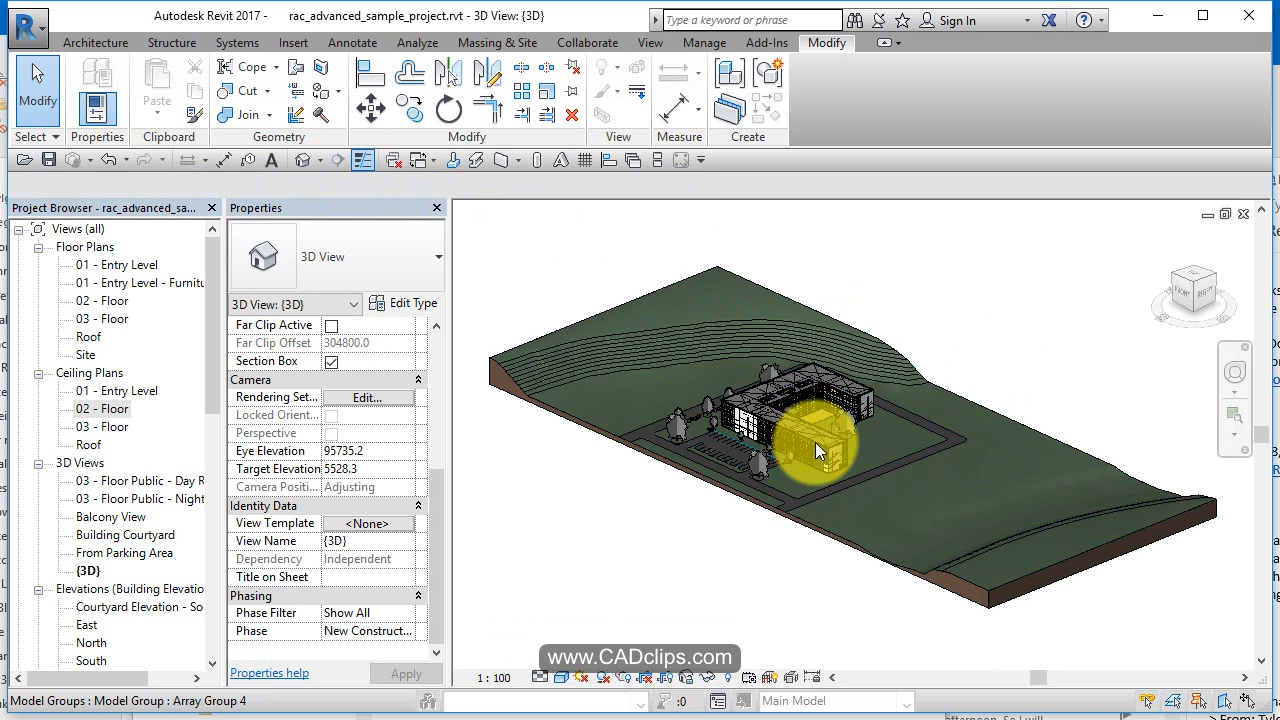 Autodesk Revit 2017 - rac_advanced_sample_project.rvt - 3D View: {3D}
Type a keyword or phrase
Sign In
Architecture Structure Systems Insert Annotate Analyze Massing & Site Collaborate View Manage Add-Ins Modify
Modify
Paste
Cope
Cut
Join
Select Properties Clipboard Geometry Modify View Measure Create
Project Browser - rac_advanced_sa...
Properties
Views (all)
Floor Plans
01 - Entry Level
01 - Entry Level - Furnitu
02 - Floor
03 - Floor
Roof
Site
Ceiling Plans
01 - Entry Level
02 - Floor
03 - Floor
Roof
3D Views
03 - Floor Public - Day R
03 - Floor Public - Night
Balcony View
Building Courtyard
From Parking Area
{3D}
Elevations (Building Elevatio
Courtyard Elevation - So
East
North
South
3D View
3D View: {3D}
Edit Type
Far Clip Active
Far Clip Offset 304800.0
Section Box
Camera
Rendering Set... Edit...
Locked Orient...
Perspective
Eye Elevation 95735.2
Target Elevation 5528.3
Camera Positi... Adjusting
Identity Data
View Template <None>
View Name {3D}
Dependency Independent
Title on Sheet
Phasing
Phase Filter Show All
Phase New Construct...
Properties help
Apply
FRONT RIGHT
www.CADclips.com
1 : 100
Model Groups : Model Group : Array Group 4
:0
Main Model